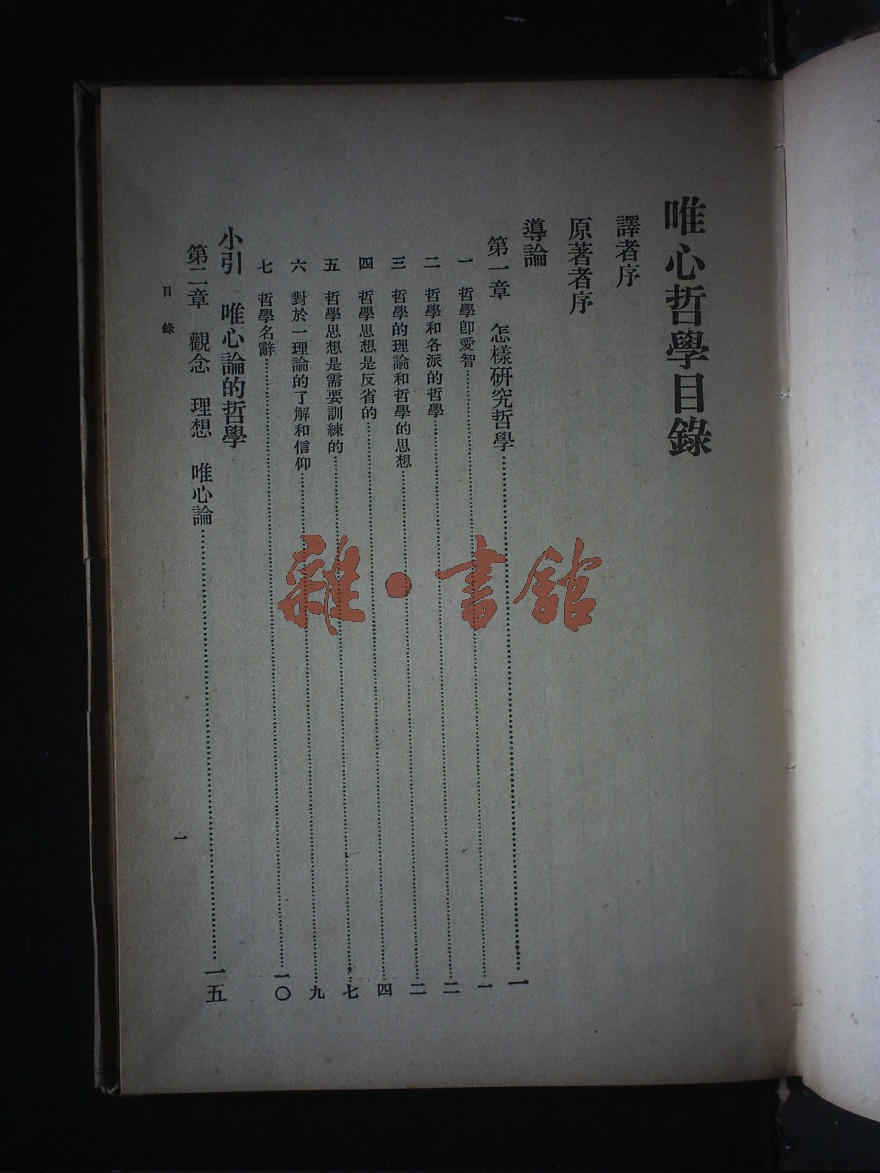 唯心哲學目錄
譯者序
原著者序
導論
第一章　怎樣研究哲學……一
一　哲學卽愛智……一
二　哲學和各派的哲學……二
三　哲學的理論和哲學的思想……二
四　哲學思想是反省的……四
五　哲學思想是需要訓練的……七
六　對於一理論的了解和信仰……九
七　哲學名辭……一〇
小引　唯心論的哲學
第二章　觀念　理想　唯心論……一五
目錄
一
雜·書館